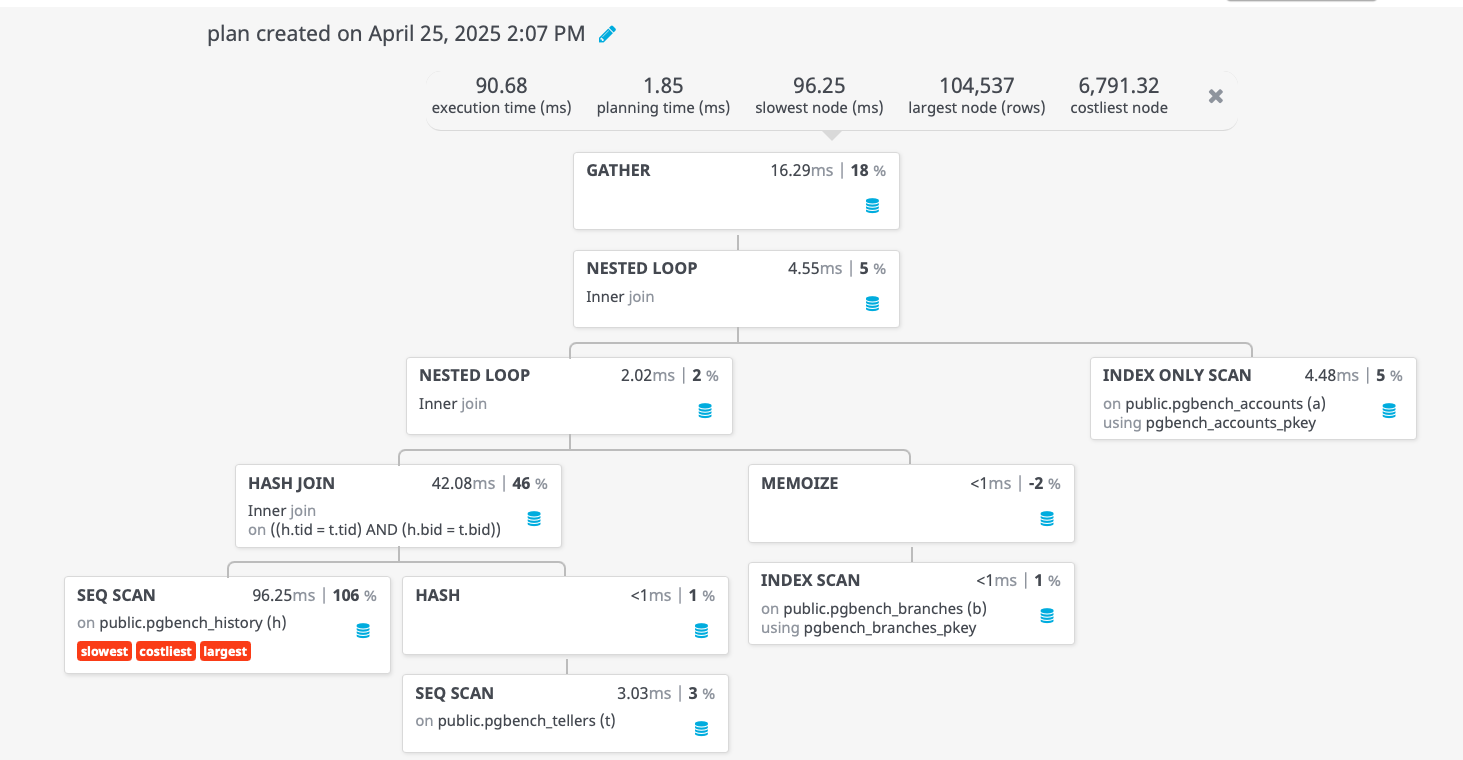 plan created on April 25, 2025 2:07 PM
90.68 1.85 96.25 104,537 6,791.32
execution time (ms) planning time (ms) slowest node (ms) largest node (rows) costliest node
GATHER 16.29ms | 18 %
NESTED LOOP 4.55ms | 5 %
Inner join
NESTED LOOP 2.02ms | 2 %
Inner join
INDEX ONLY SCAN 4.48ms | 5 %
on public.pgbench_accounts (a)
using pgbench_accounts_pkey
HASH JOIN 42.08ms | 46 %
Inner join
on ((h.tid = t.tid) AND (h.bid = t.bid))
MEMOIZE <1ms | -2 %
SEQ SCAN 96.25ms | 106 %
on public.pgbench_history (h)
slowest costliest largest
HASH <1ms | 1 %
INDEX SCAN <1ms | 1 %
on public.pgbench_branches (b)
using pgbench_branches_pkey
SEQ SCAN 3.03ms | 3 %
on public.pgbench_tellers (t)